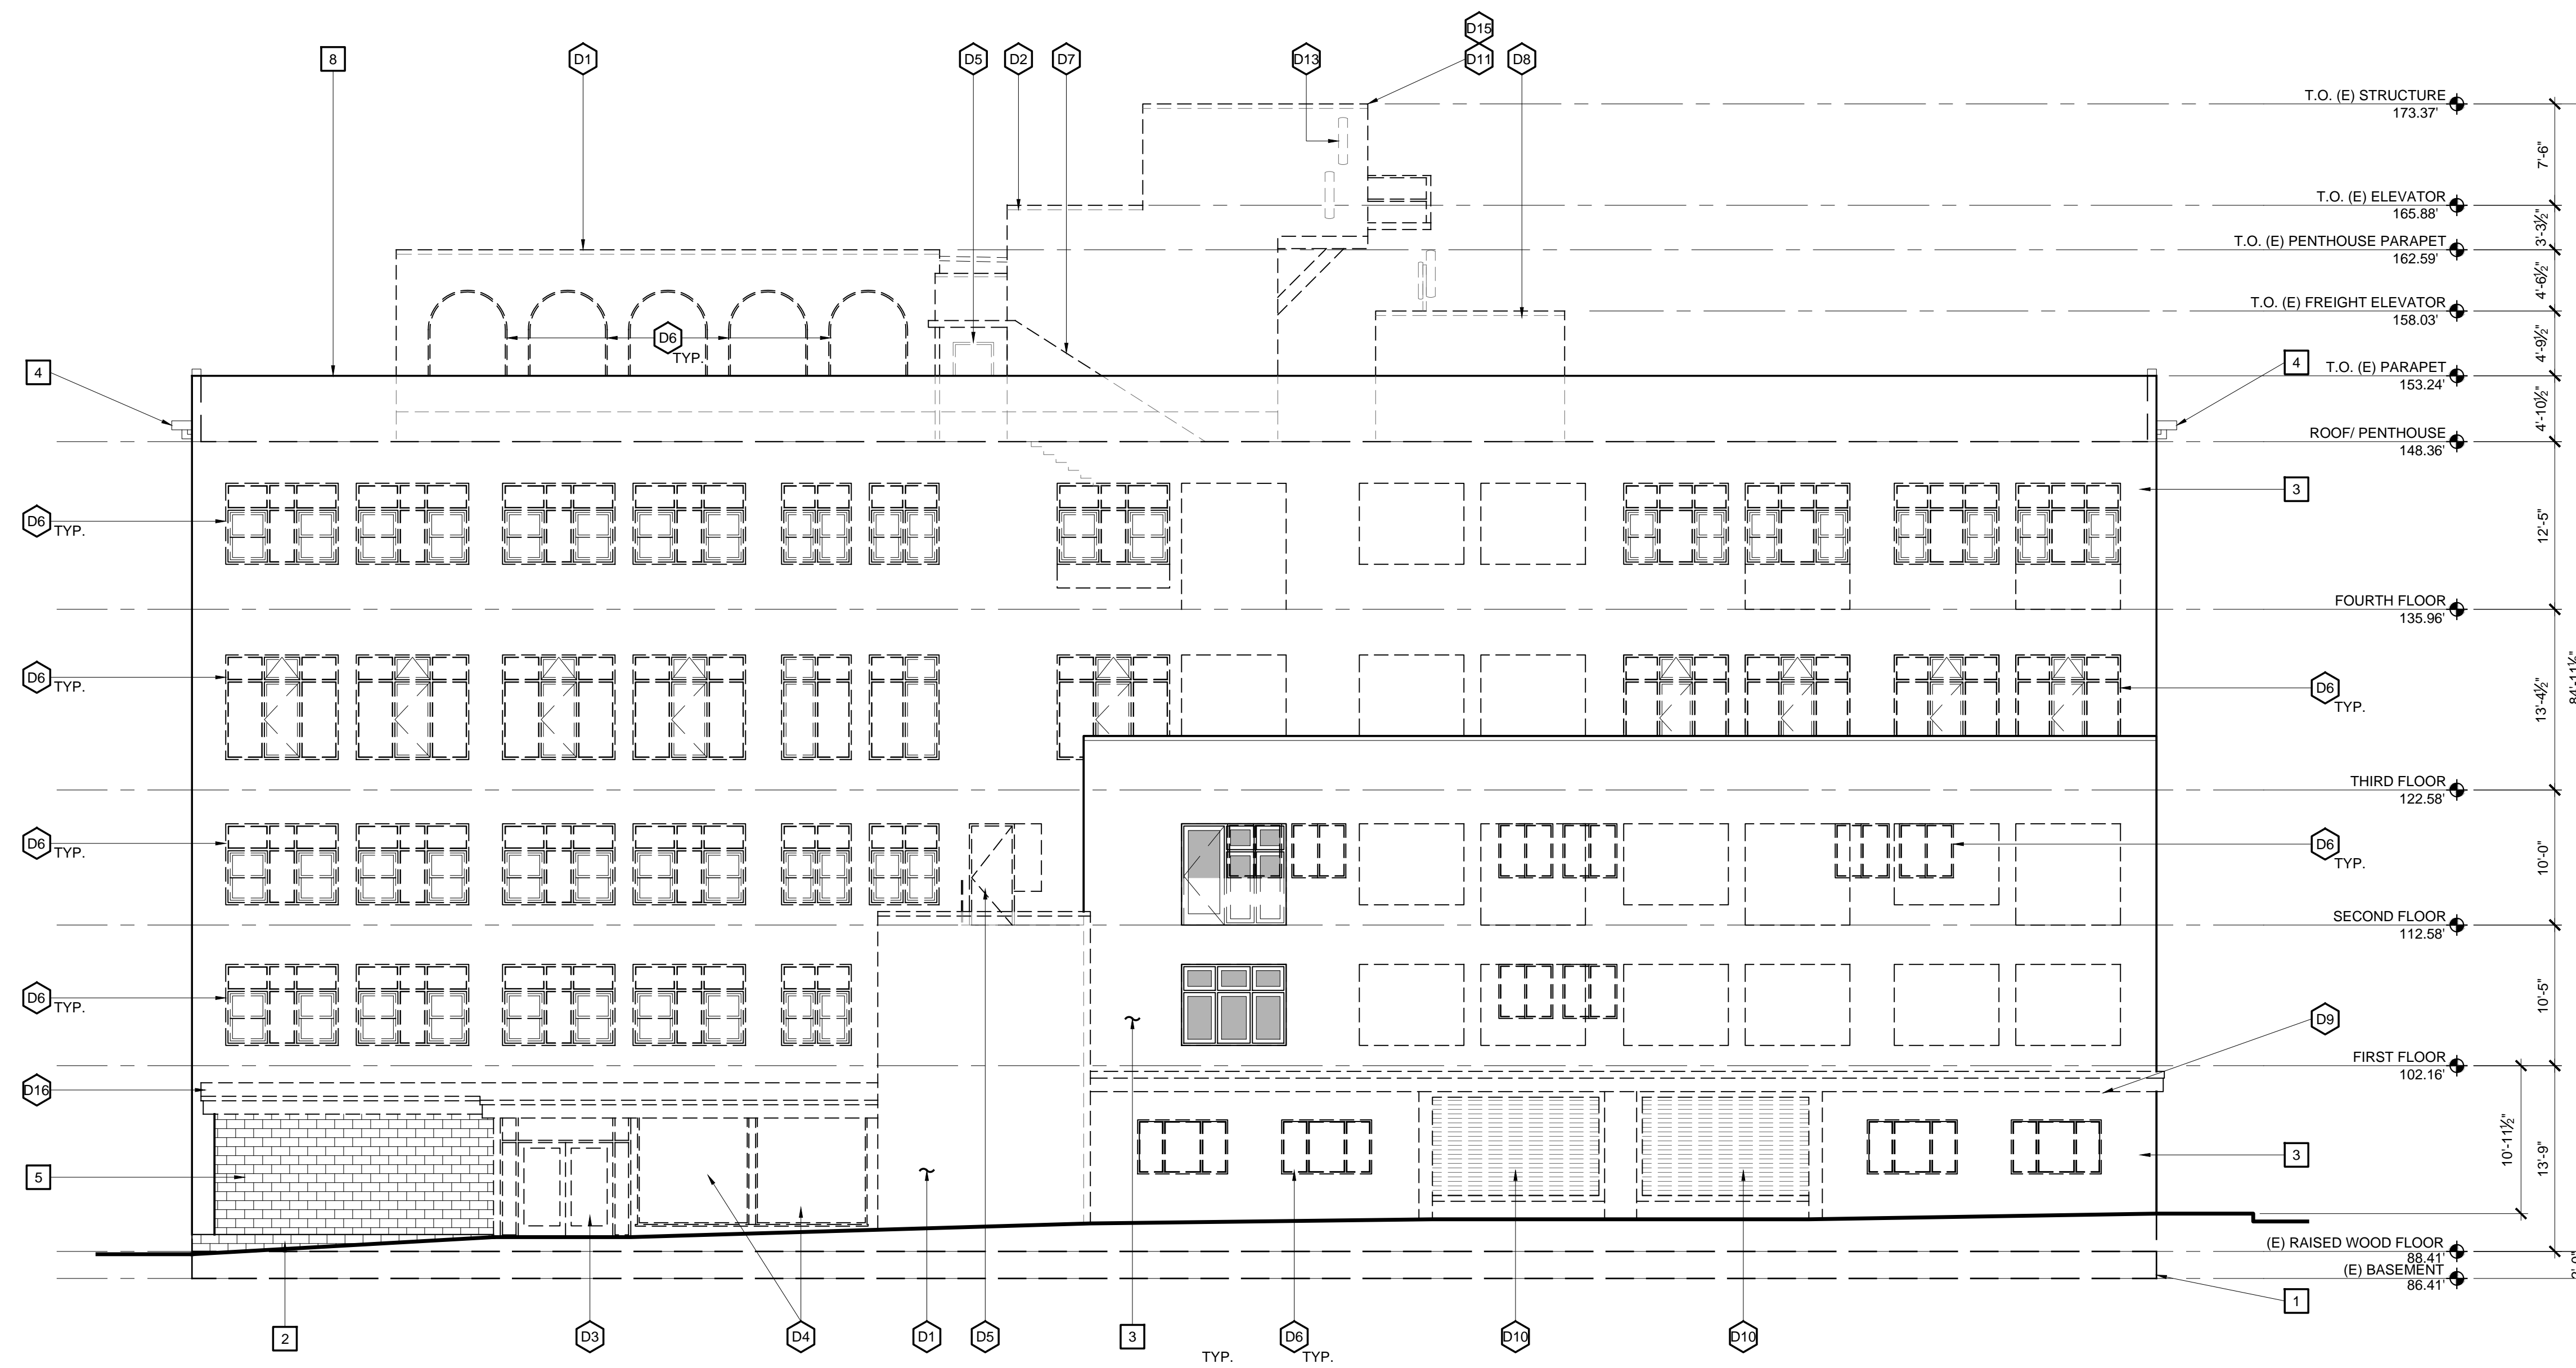 D15
8
D1
D5
D2
D7
D13
D11
D8
T.O. (E) STRUCTURE
173.37'
7'-6"
T.O. (E) ELEVATOR
165.88'
3'-3½"
T.O. (E) PENTHOUSE PARAPET
162.59'
4'-6½"
T.O. (E) FREIGHT ELEVATOR
158.03'
D6
TYP.
4'-9½"
4
4
T.O. (E) PARAPET
153.24'
4'-10½"
ROOF/ PENTHOUSE
148.36'
3
D6
TYP.
12'-5"
FOURTH FLOOR
135.96'
D6
TYP.
D6
TYP.
13'-4½"
84'-11½"
THIRD FLOOR
122.58'
D6
TYP.
D6
TYP.
10'-0"
SECOND FLOOR
112.58'
D6
TYP.
10'-5"
D9
FIRST FLOOR
102.16'
D16
10'-11½"
13'-9"
5
3
(E) RAISED WOOD FLOOR
88.41'
(E) BASEMENT
86.41'
1
2
D3
D4
D1
D5
3
D6
D10
D10
TYP.
TYP.